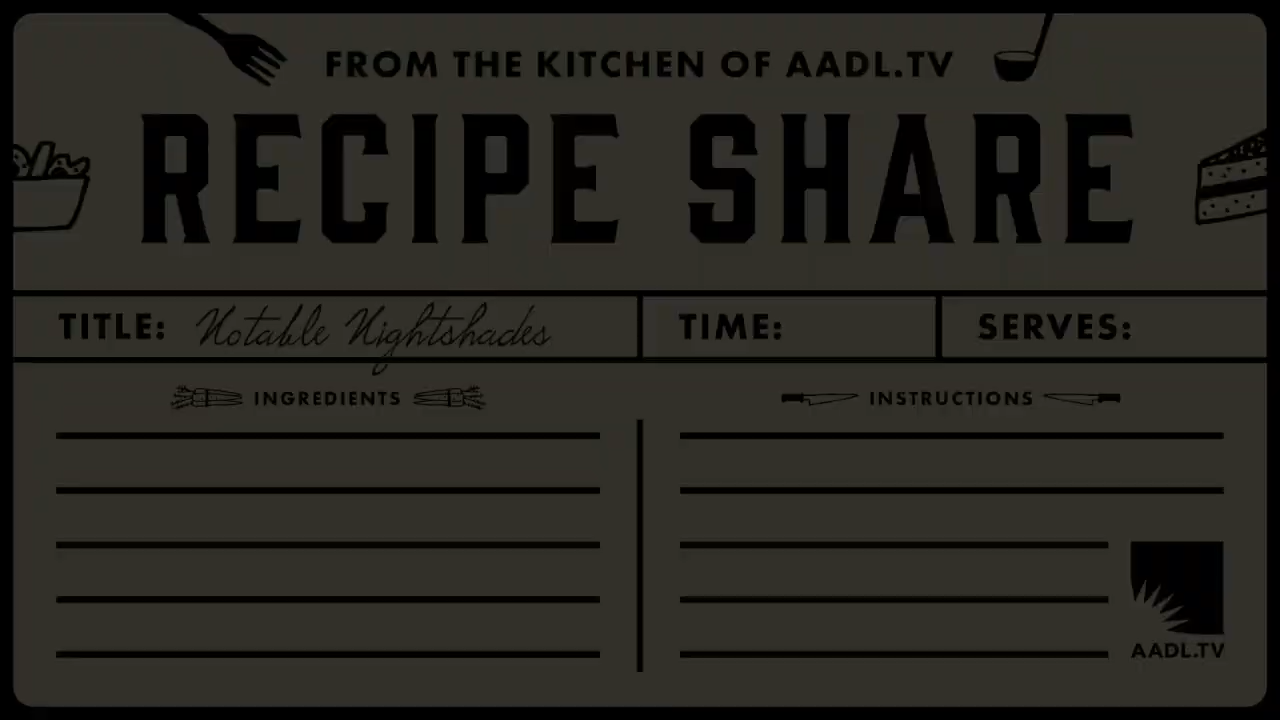 FROM THE KITCHEN OF AADL.TV
RECIPE SHARE
TITLE: Notable Nightshades
TIME:
SERVES:
INGREDIENTS
INSTRUCTIONS
AADL.TV